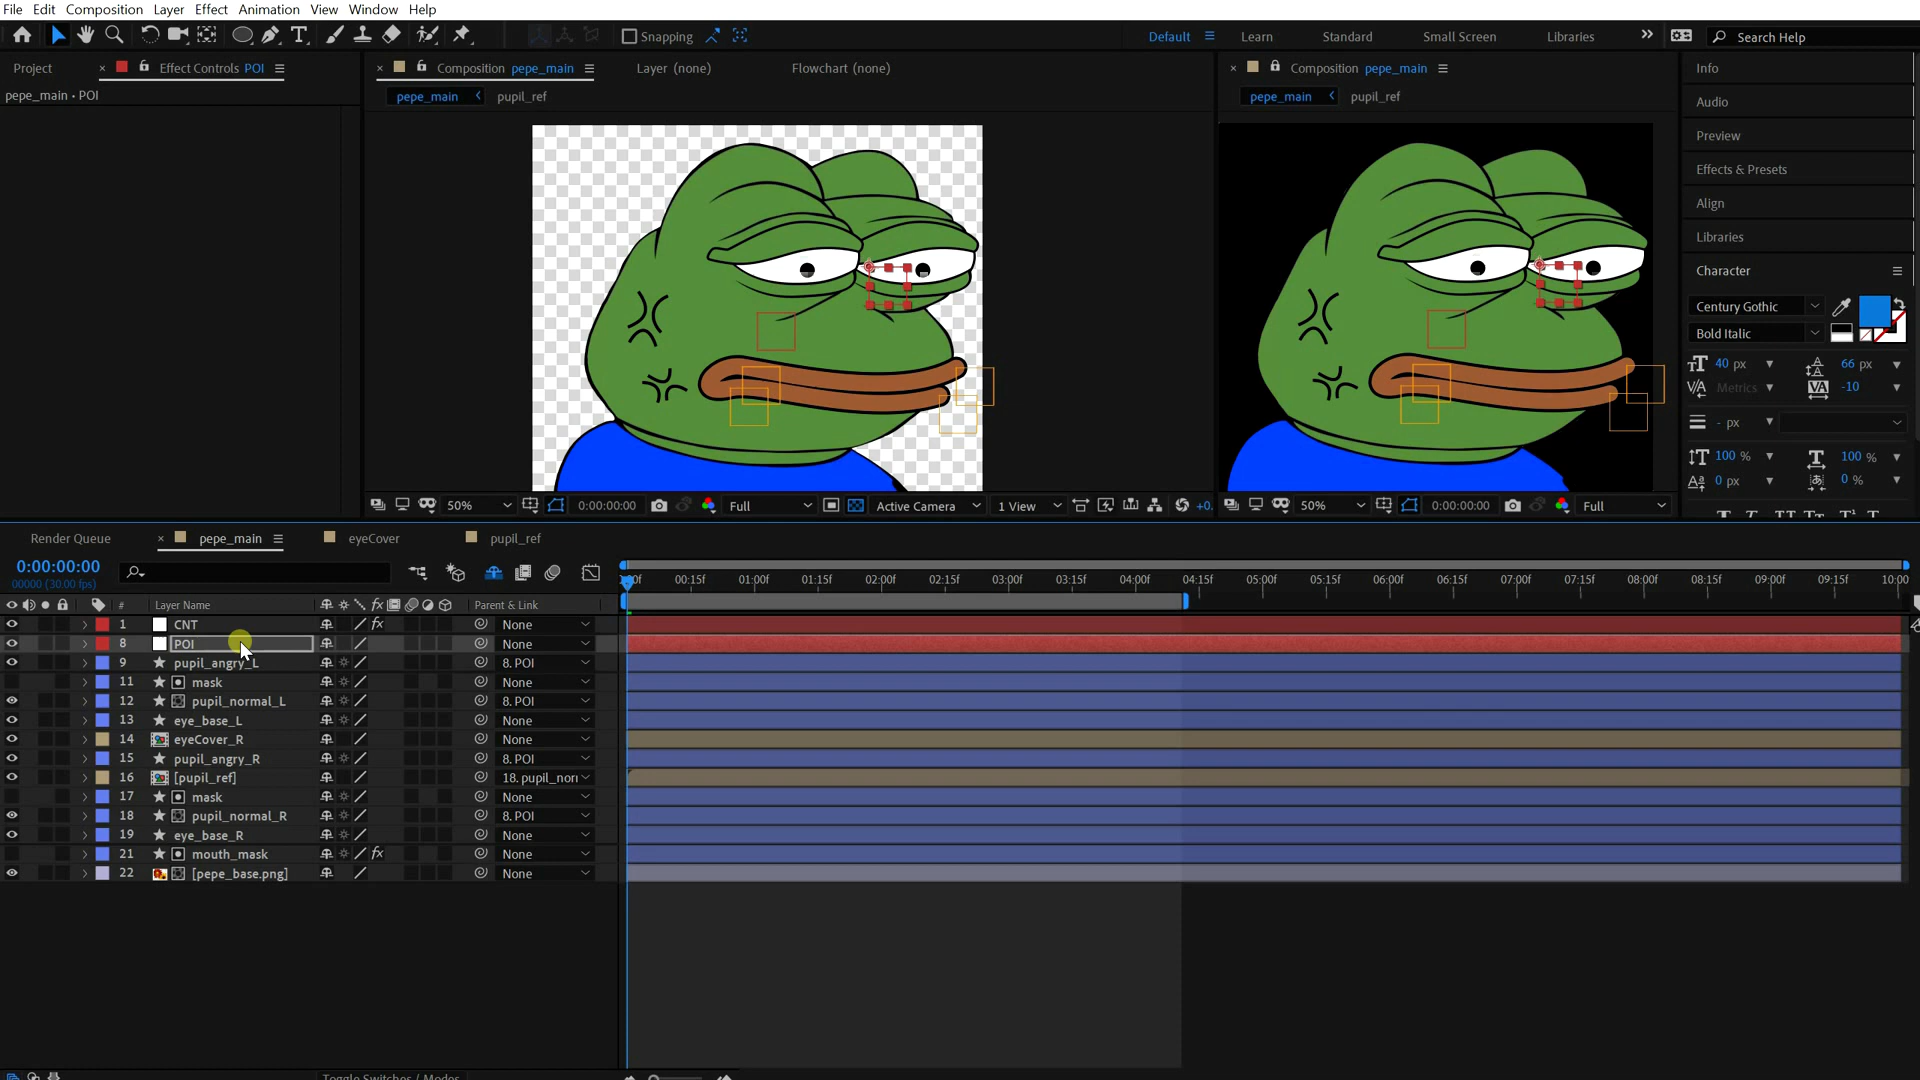 File Edit Composition Layer Effect Animation View Window Help
Snapping Default Learn Standard Small Screen Libraries Search Help
Project Effect Controls POI Composition pepe_main Layer (none) Flowchart (none) Composition pepe_main Info
pepe_main • POI pepe_main pupil_ref pepe_main pupil_ref
Audio
Preview
Effects & Presets
Align
Libraries
Character
Century Gothic
Bold Italic
40 px 66 px
Metrics -10
- px
100 % 100 %
0 px 0 %
50% 0:00:00:00 Full Active Camera 1 View +0. 50% 0:00:00:00 Full
Render Queue pepe_main eyeCover pupil_ref
0:00:00:00
00000 (30.00 fps)
00:15f 01:00f 01:15f 02:00f 02:15f 03:00f 03:15f 04:00f 04:15f 05:00f 05:15f 06:00f 06:15f 07:00f 07:15f 08:00f 08:15f 09:00f 09:15f 10:00
# Layer Name fx Parent & Link
1 CNT fx None
8 POI None
9 pupil_angry_L 8. POI
11 mask None
12 pupil_normal_L 8. POI
13 eye_base_L None
14 eyeCover_R None
15 pupil_angry_R 8. POI
16 [pupil_ref] 18. pupil_nor
17 mask None
18 pupil_normal_R 8. POI
19 eye_base_R None
21 mouth_mask fx None
22 [pepe_base.png] None
Toggle Switches / Modes